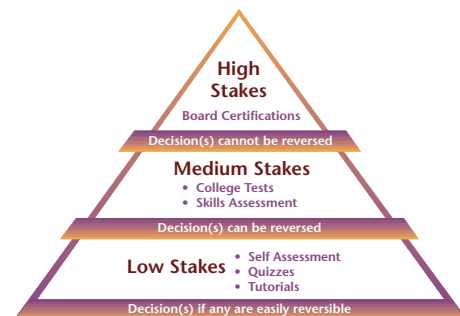 High
Stakes
Board Certifications
Decision(s) cannot be reversed
Medium Stakes
• College Tests
• Skills Assessment
Decision(s) can be reversed
Low Stakes
• Self Assessment
• Quizzes
• Tutorials
Decision(s) if any are easily reversible